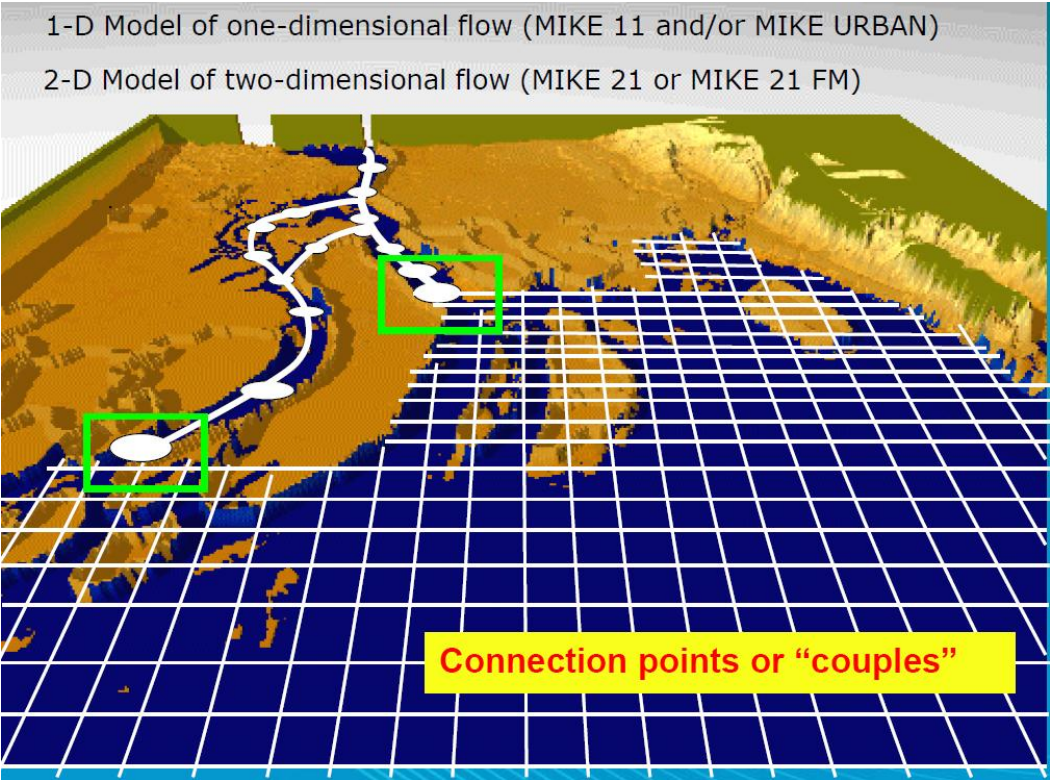 1-D Model of one-dimensional flow (MIKE 11 and/or MIKE URBAN)
2-D Model of two-dimensional flow (MIKE 21 or MIKE 21 FM)
Connection points or “couples”